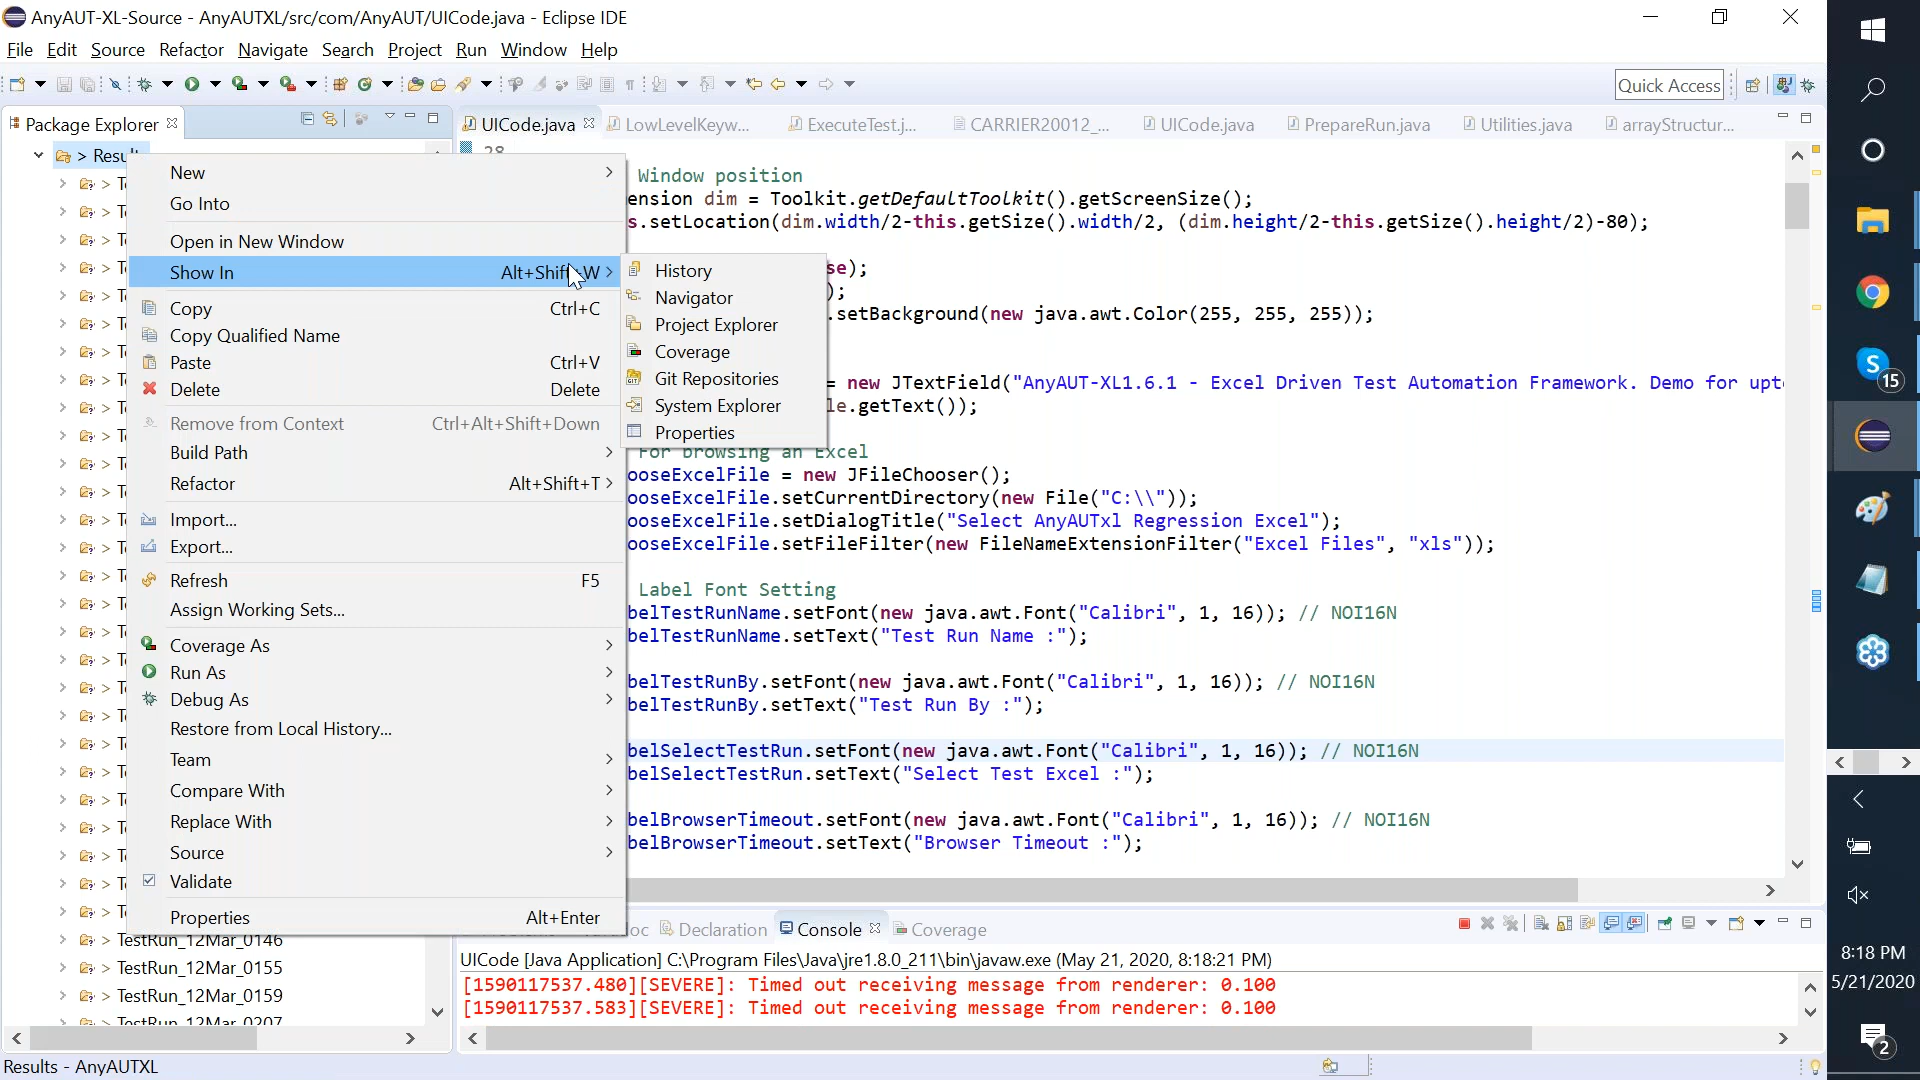 AnyAUT-XL-Source - AnyAUTXL/src/com/AnyAUT/UICode.java - Eclipse IDE
File Edit Source Refactor Navigate Search Project Run Window Help
Quick Access
Package Explorer
UICode.java
LowLevelKeyw...
ExecuteTest.j...
CARRIER20012_...
UICode.java
PrepareRun.java
Utilities.java
arrayStructur...
> Resul
28
New
Go Into
Open in New Window
Show In Alt+Shift+W
Copy Ctrl+C
Copy Qualified Name
Paste Ctrl+V
Delete Delete
Remove from Context Ctrl+Alt+Shift+Down
Build Path
Refactor Alt+Shift+T
Import...
Export...
Refresh F5
Assign Working Sets...
Coverage As
Run As
Debug As
Restore from Local History...
Team
Compare With
Replace With
Source
Validate
Properties Alt+Enter
History
Navigator
Project Explorer
Coverage
Git Repositories
System Explorer
Properties
Window position
ension dim = Toolkit.getDefaultToolkit().getScreenSize();
s.setLocation(dim.width/2-this.getSize().width/2, (dim.height/2-this.getSize().height/2)-80);
se);
);
.setBackground(new java.awt.Color(255, 255, 255));
= new JTextField("AnyAUT-XL1.6.1 - Excel Driven Test Automation Framework. Demo for upt
le.getText());
For browsing an Excel
ooseExcelFile = new JFileChooser();
ooseExcelFile.setCurrentDirectory(new File("C:\\"));
ooseExcelFile.setDialogTitle("Select AnyAUTxl Regression Excel");
ooseExcelFile.setFileFilter(new FileNameExtensionFilter("Excel Files", "xls"));
Label Font Setting
belTestRunName.setFont(new java.awt.Font("Calibri", 1, 16)); // NOI16N
belTestRunName.setText("Test Run Name :");
belTestRunBy.setFont(new java.awt.Font("Calibri", 1, 16)); // NOI16N
belTestRunBy.setText("Test Run By :");
belSelectTestRun.setFont(new java.awt.Font("Calibri", 1, 16)); // NOI16N
belSelectTestRun.setText("Select Test Excel :");
belBrowserTimeout.setFont(new java.awt.Font("Calibri", 1, 16)); // NOI16N
belBrowserTimeout.setText("Browser Timeout :");
> TestRun_12Mar_0146
> TestRun_12Mar_0155
> TestRun_12Mar_0159
> TestRun_12Mar_0207
oc Declaration Console Coverage
UICode [Java Application] C:\Program Files\Java\jre1.8.0_211\bin\javaw.exe (May 21, 2020, 8:18:21 PM)
[1590117537.480][SEVERE]: Timed out receiving message from renderer: 0.100
[1590117537.583][SEVERE]: Timed out receiving message from renderer: 0.100
Results - AnyAUTXL
15
8:18 PM
5/21/2020
2